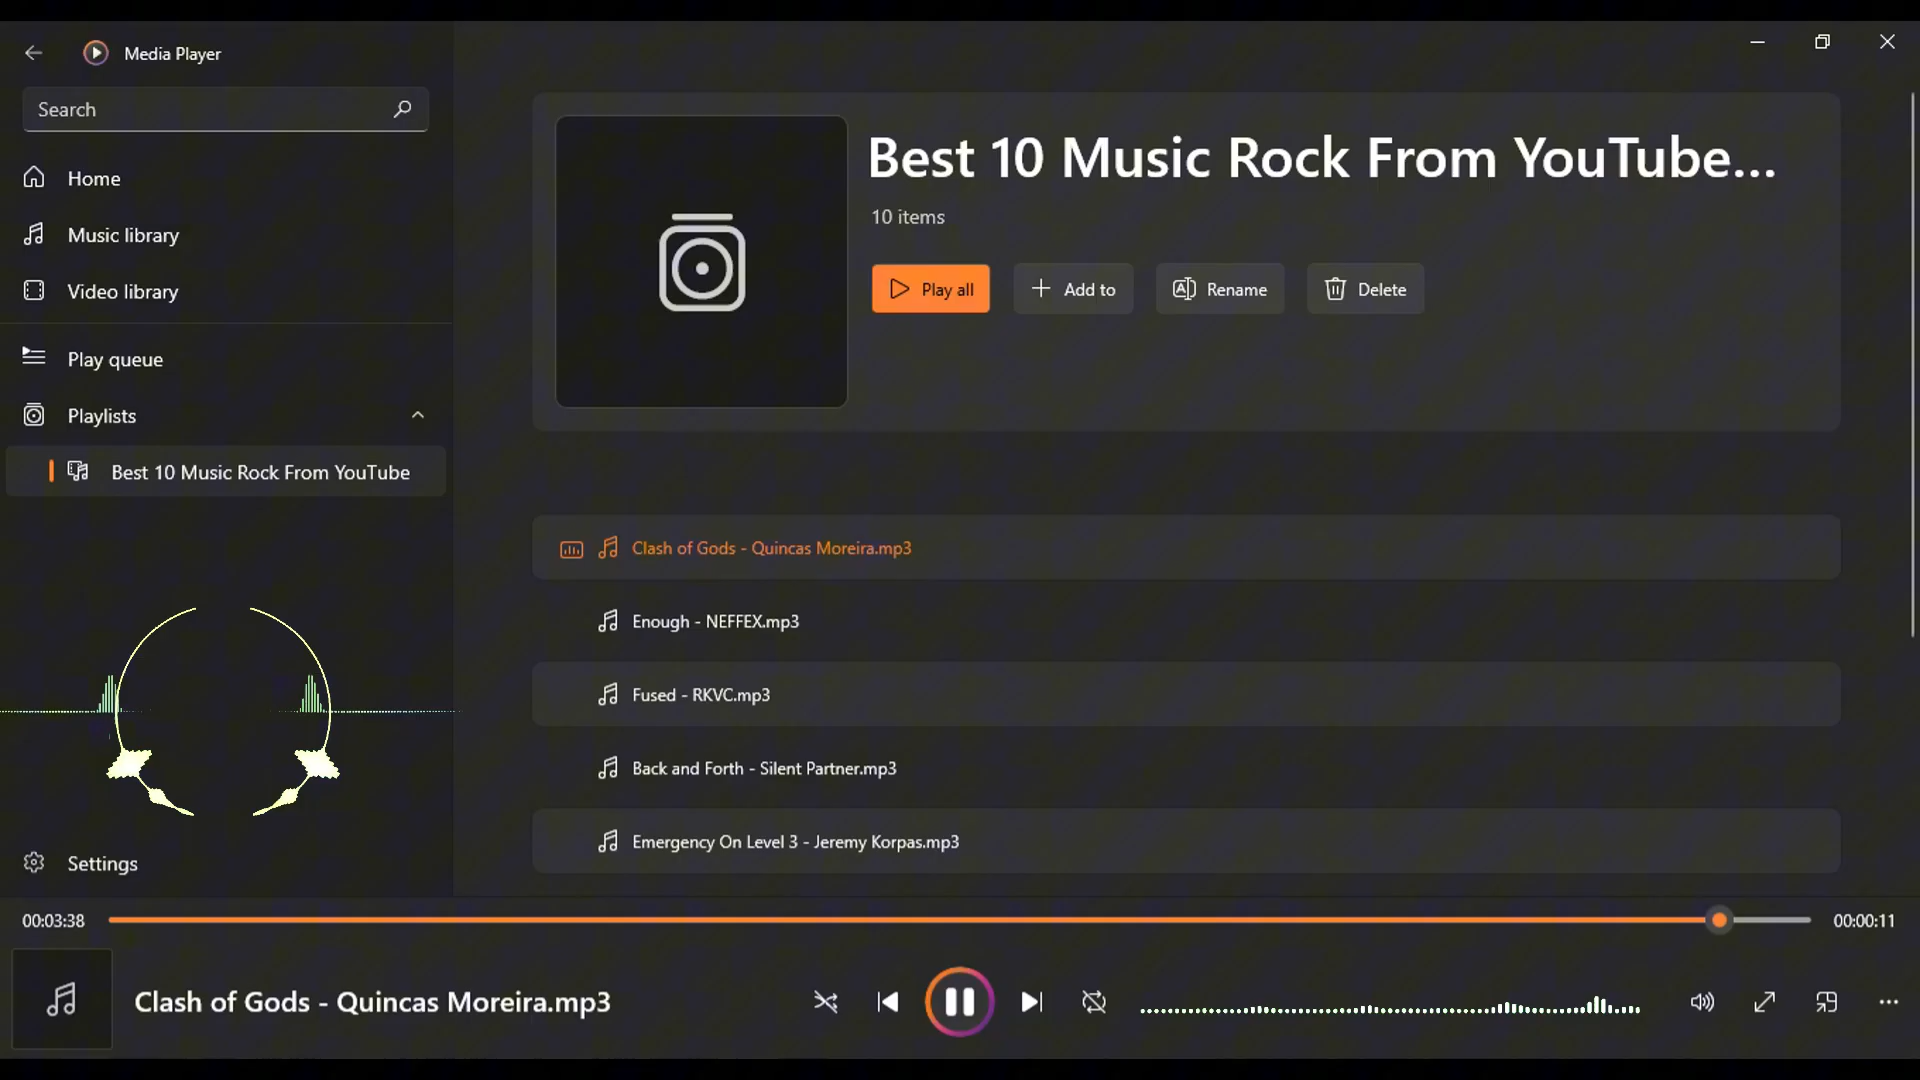 Media Player
Search
Home
Music library
Video library
Play queue
Playlists
Best 10 Music Rock From YouTube
Settings
Best 10 Music Rock From YouTube...
10 items
Play all
Add to
Rename
Delete
Clash of Gods - Quincas Moreira.mp3
Enough - NEFFEX.mp3
Fused - RKVC.mp3
Back and Forth - Silent Partner.mp3
Emergency On Level 3 - Jeremy Korpas.mp3
00:03:38
00:00:11
Clash of Gods - Quincas Moreira.mp3